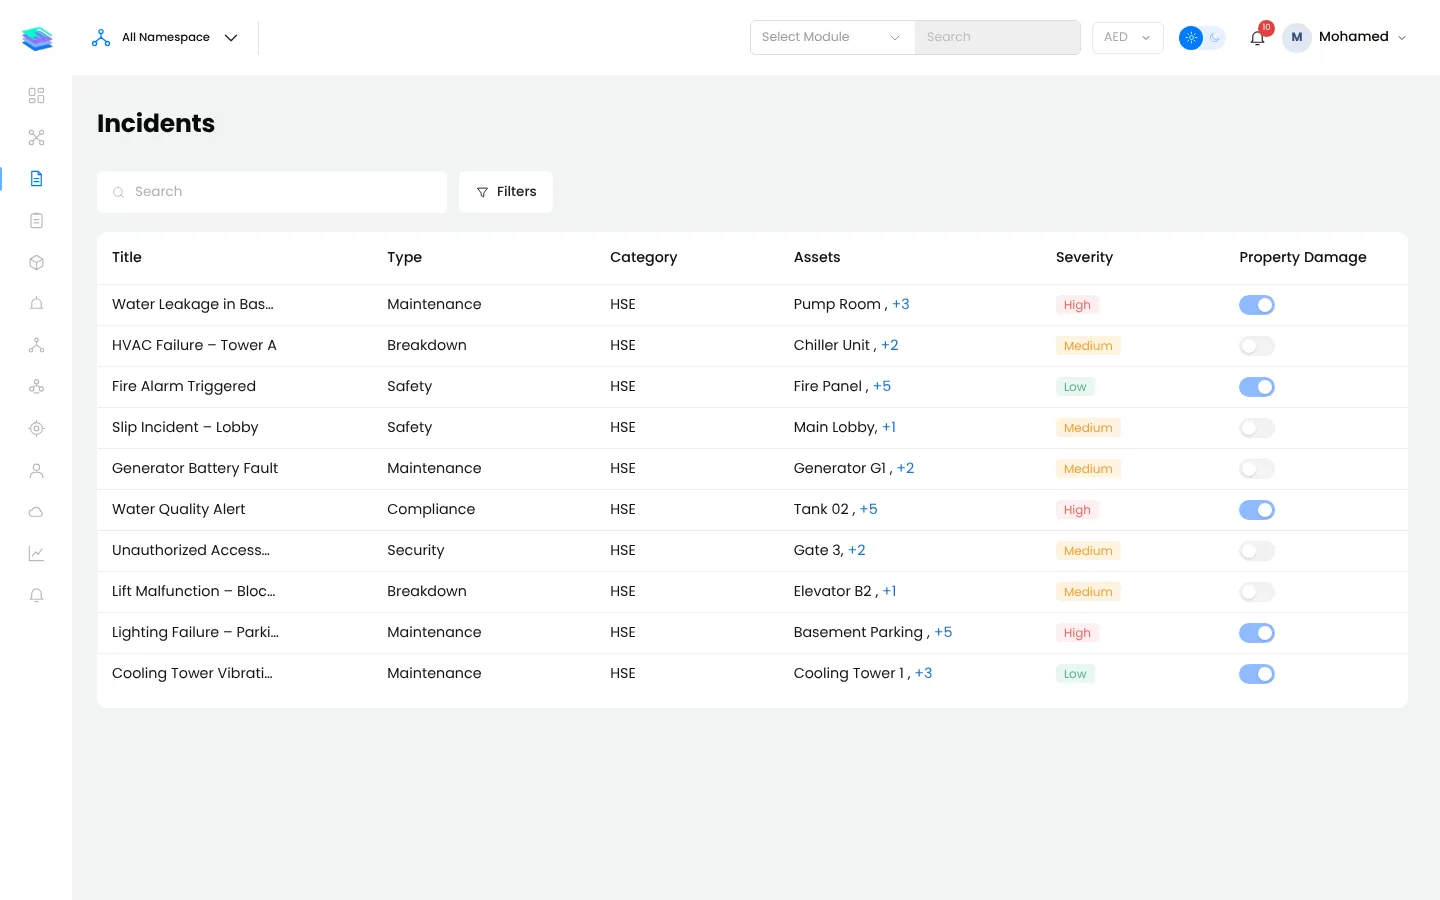 All Namespace
Select Module
Search
AED
10
M
Mohamed
Incidents
Search
Filters
Title Type Category Assets Severity Property Damage
Water Leakage in Bas... Maintenance HSE Pump Room , +3 High
HVAC Failure – Tower A Breakdown HSE Chiller Unit , +2 Medium
Fire Alarm Triggered Safety HSE Fire Panel , +5 Low
Slip Incident – Lobby Safety HSE Main Lobby, +1 Medium
Generator Battery Fault Maintenance HSE Generator G1 , +2 Medium
Water Quality Alert Compliance HSE Tank 02 , +5 High
Unauthorized Access... Security HSE Gate 3, +2 Medium
Lift Malfunction – Bloc... Breakdown HSE Elevator B2 , +1 Medium
Lighting Failure – Parki... Maintenance HSE Basement Parking , +5 High
Cooling Tower Vibrati... Maintenance HSE Cooling Tower 1 , +3 Low